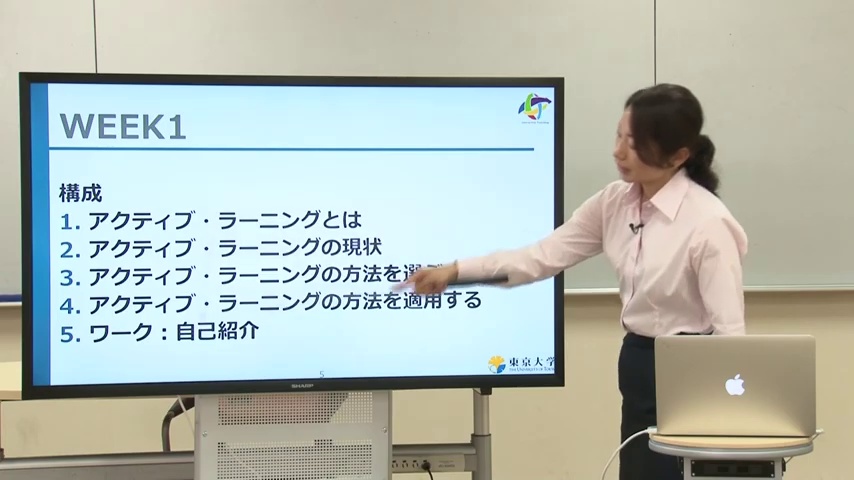 WEEK1
構成
1. アクティブ・ラーニングとは
2. アクティブ・ラーニングの現状
3. アクティブ・ラーニングの方法を選
4. アクティブ・ラーニングの方法を適用する
5. ワーク：自己紹介
5
東京大学
SHARP